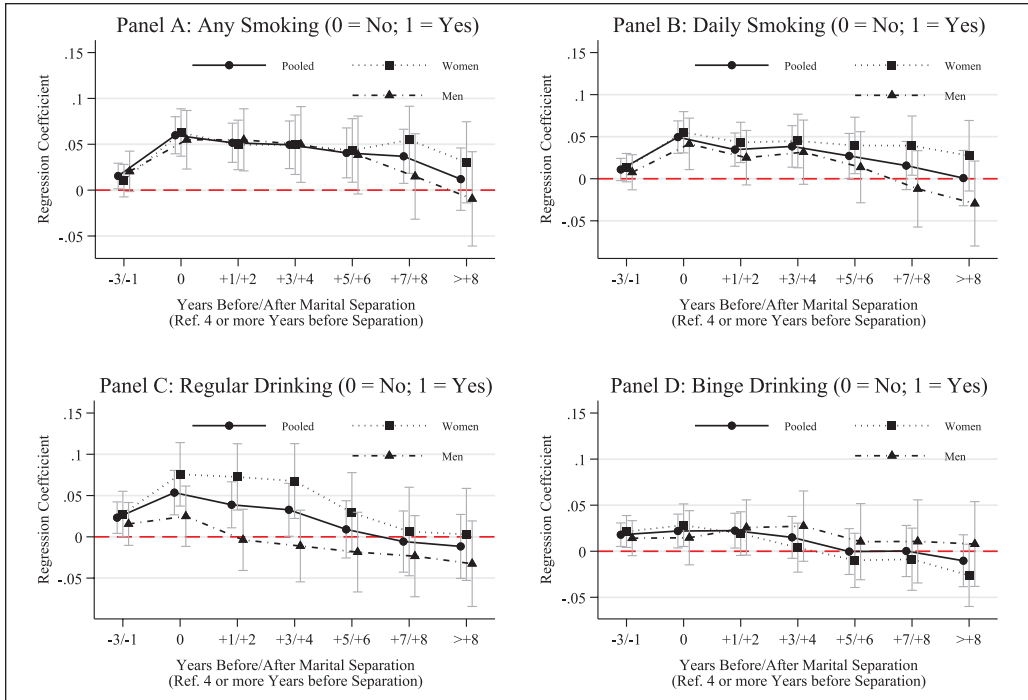 Panel A: Any Smoking (0 = No; 1 = Yes)
.15
.1
.05
0
-.05
Regression Coefficient
Pooled
Women
Men
-3/-1 0 +1/+2 +3/+4 +5/+6 +7/+8 >+8
Years Before/After Marital Separation
(Ref. 4 or more Years before Separation)
Panel B: Daily Smoking (0 = No; 1 = Yes)
.15
.1
.05
0
-.05
Regression Coefficient
Pooled
Women
Men
-3/-1 0 +1/+2 +3/+4 +5/+6 +7/+8 >+8
Years Before/After Marital Separation
(Ref. 4 or more Years before Separation)
Panel C: Regular Drinking (0 = No; 1 = Yes)
.15
.1
.05
0
-.05
Regression Coeffcicient
Pooled
Women
Men
-3/-1 0 +1/+2 +3/+4 +5/+6 +7/+8 >+8
Years Before/After Marital Separation
(Ref. 4 or more Years before Separation)
Panel D: Binge Drinking (0 = No; 1 = Yes)
.15
.1
.05
0
-.05
Regression Coeffcicient
Pooled
Women
Men
-3/-1 0 +1/+2 +3/+4 +5/+6 +7/+8 >+8
Years Before/After Marital Separation
(Ref. 4 or more Years before Separation)